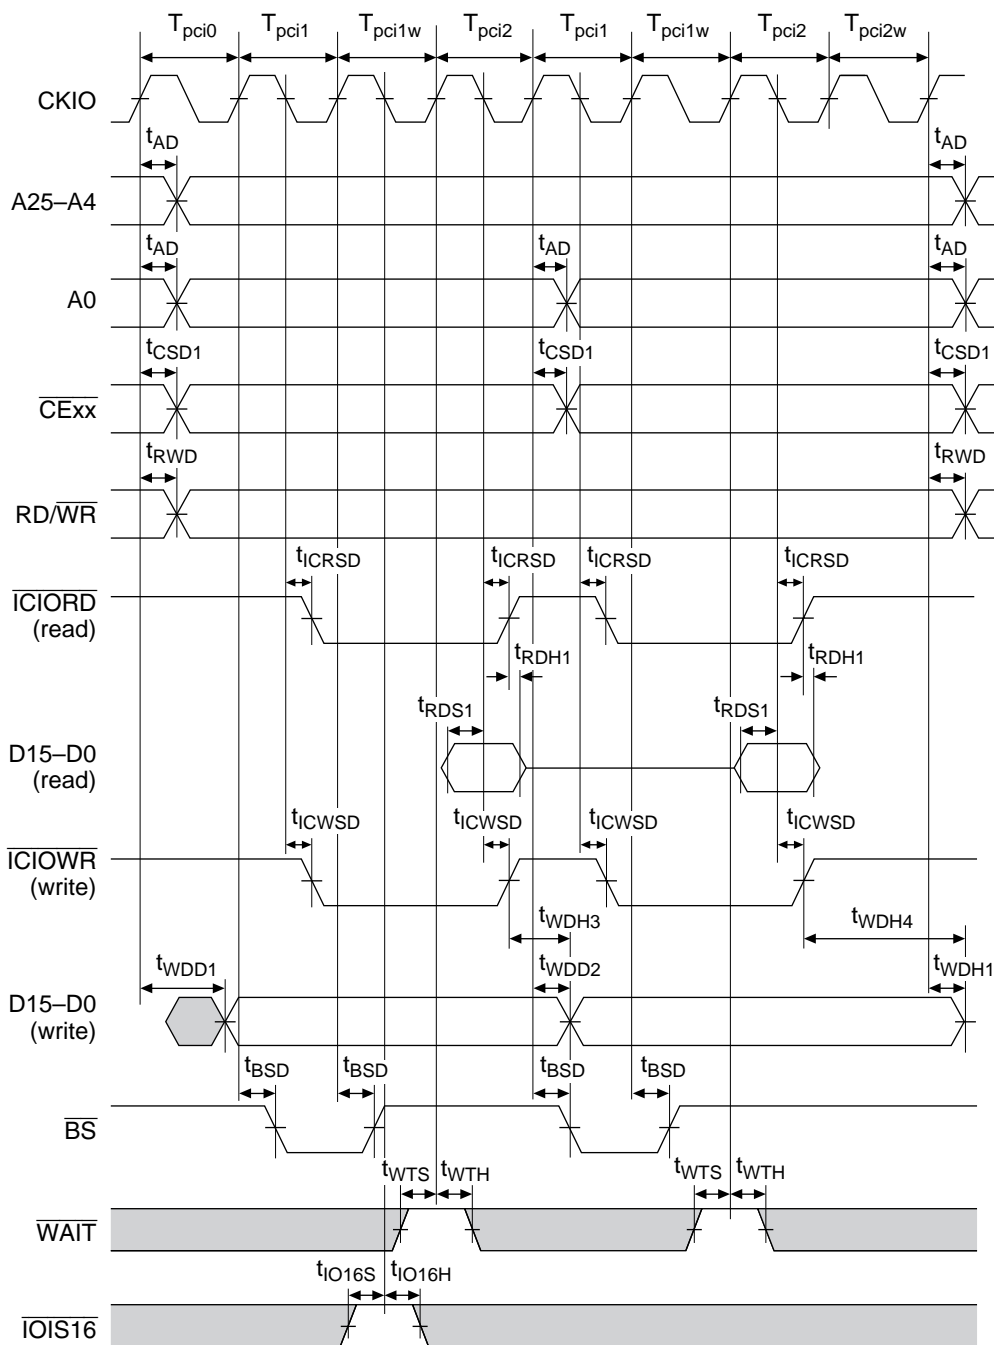 Tpci0 Tpci1 Tpci1w Tpci2 Tpci1 Tpci1w Tpci2 Tpci2w
CKIO
tAD tAD
A25–A4
tAD tAD tAD
A0
tCSD1 tCSD1 tCSD1
CExx
tRWD tRWD
RD/WR
tICRSD tICRSD tICRSD tICRSD
ICIORD
(read)
tRDH1 tRDH1
tRDS1 tRDS1
D15–D0
(read)
tICWSD tICWSD tICWSD tICWSD
ICIOWR
(write)
tWDH3 tWDH4
tWDD1 tWDD2 tWDH1
D15–D0
(write)
tBSD tBSD tBSD tBSD
BS
tWTS tWTH tWTS tWTH
WAIT
tIO16S tIO16H
IOIS16